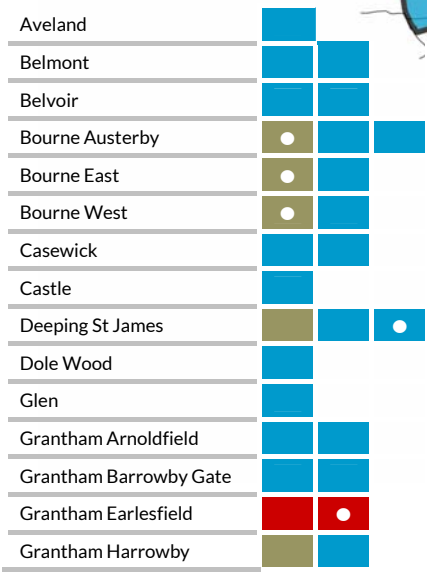 Aveland
Belmont
Belvoir
Bourne Austerby
Bourne East
Bourne West
Casewick
Castle
Deeping St James
Dole Wood
Glen
Grantham Arnoldfield
Grantham Barrowby Gate
Grantham Earlesfield
Grantham Harrowby